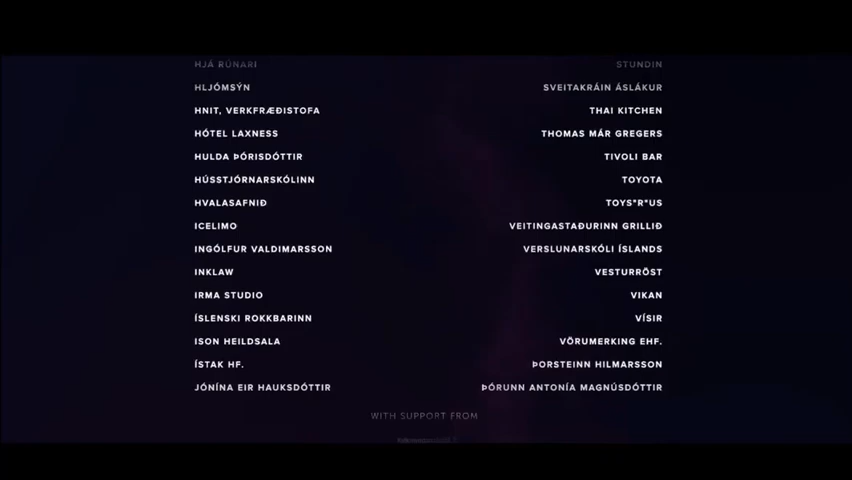 HJÁ RÚNARI
HLJÓMSÝN
HNIT, VERKFRÆÐISTOFA
HÓTEL LAXNESS
HULDA ÞÓRISDÓTTIR
HÚSSTJÓRNARSKÓLINN
HVALASAFNIÐ
ICELIMO
INGÓLFUR VALDIMARSSON
INKLAW
IRMA STUDIO
ÍSLENSKI ROKKBARINN
ISON HEILDSALA
ÍSTAK HF.
JÓNÍNA EIR HAUKSDÓTTIR
STUNDIN
SVEITAKRÁIN ÁSLÁKUR
THAI KITCHEN
THOMAS MÁR GREGERS
TIVOLI BAR
TOYOTA
TOYS"R"US
VEITINGASTAÐURINN GRILLIÐ
VERSLUNARSKÓLI ÍSLANDS
VESTURRÖST
VIKAN
VÍSIR
VÖRUMERKING EHF.
ÞORSTEINN HILMARSSON
ÞÓRUNN ANTONÍA MAGNÚSDÓTTIR
WITH SUPPORT FROM